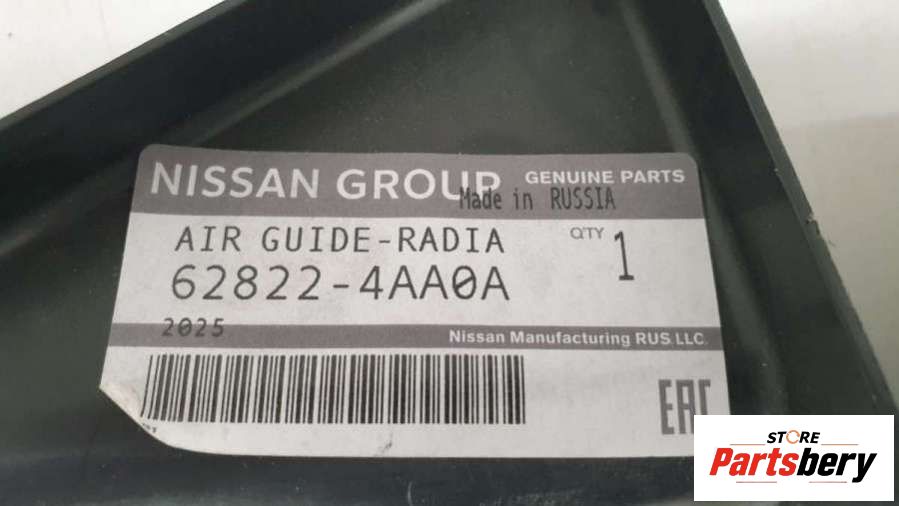 NISSAN GROUP GENUINE PARTS
Made in RUSSIA
AIR GUIDE-RADIA QTY 1
62822-4AA0A
2025
Nissan Manufacturing RUS LLC.
EAC
STORE
Partsbery